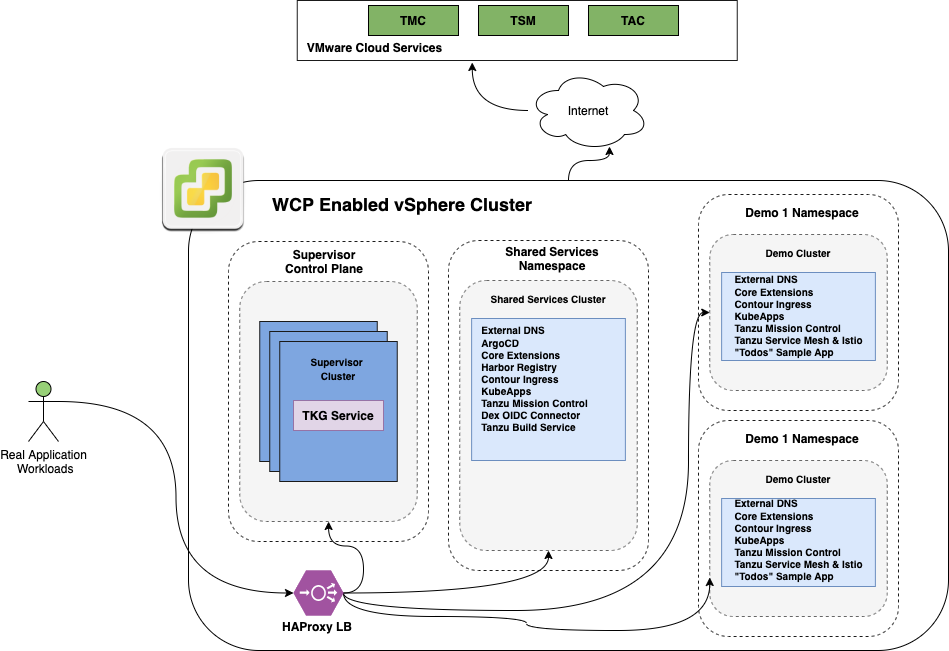 TMC
TSM
TAC
VMware Cloud Services
Internet
WCP Enabled vSphere Cluster
Supervisor
Control Plane
Supervisor
Cluster
TKG Service
Shared Services
Namespace
Shared Services Cluster
External DNS
ArgoCD
Core Extensions
Harbor Registry
Contour Ingress
KubeApps
Tanzu Mission Control
Dex OIDC Connector
Tanzu Build Service
Demo 1 Namespace
Demo Cluster
External DNS
Core Extensions
Contour Ingress
KubeApps
Tanzu Mission Control
Tanzu Service Mesh & Istio
"Todos" Sample App
Demo 1 Namespace
Demo Cluster
External DNS
Core Extensions
Contour Ingress
KubeApps
Tanzu Mission Control
Tanzu Service Mesh & Istio
"Todos" Sample App
Real Application
Workloads
HAProxy LB